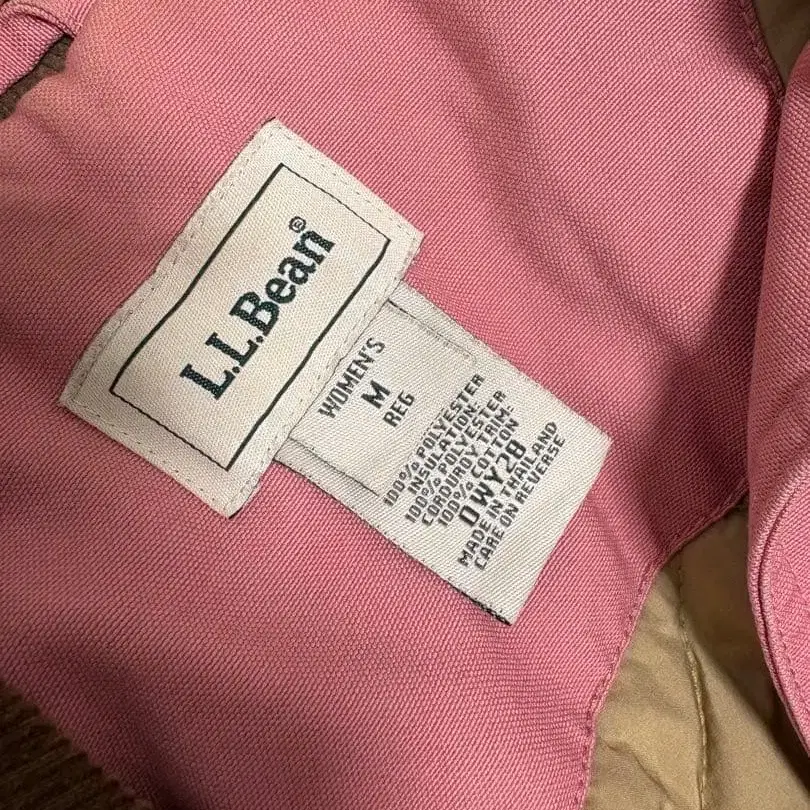 L.L.Bean®
WOMEN'S
M
REG
100% POLYESTER
INSULATION:
100% POLYESTER
CORDUROY TRIM:
100% COTTON
0WY28
MADE IN THAILAND
CARE ON REVERSE